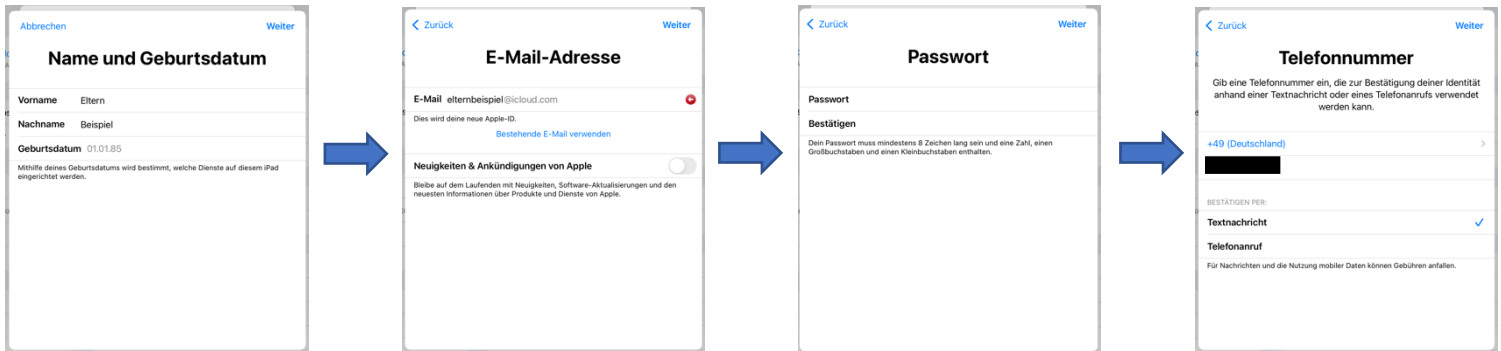 Abbrechen
Weiter
Name und Geburtsdatum
Vorname Eltern
Nachname Beispiel
Geburtsdatum 01.01.85
Mithilfe deines Geburtsdatums wird bestimmt, welche Dienste auf diesem iPad
eingerichtet werden.
Zurück
Weiter
E-Mail-Adresse
E-Mail elternbeispiel@icloud.com
Dies wird deine neue Apple-ID.
Bestehende E-Mail verwenden
Neuigkeiten & Ankündigungen von Apple
Bleibe auf dem Laufenden mit Neuigkeiten, Software-Aktualisierungen und den
neuesten Informationen über Produkte und Dienste von Apple.
Zurück
Weiter
Passwort
Passwort
Bestätigen
Dein Passwort muss mindestens 8 Zeichen lang sein und eine Zahl, einen
Großbuchstaben und einen Kleinbuchstaben enthalten.
Zurück
Weiter
Telefonnummer
Gib eine Telefonnummer ein, die zur Bestätigung deiner Identität
anhand einer Textnachricht oder eines Telefonanrufs verwendet
werden kann.
+49 (Deutschland)
BESTÄTIGEN PER:
Textnachricht
Telefonanruf
Für Nachrichten und die Nutzung mobiler Daten können Gebühren anfallen.